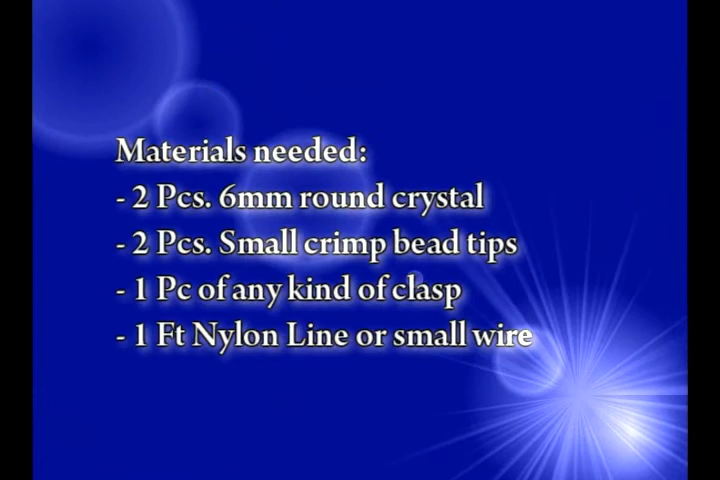 Materials needed:
- 2 Pcs. 6mm round crystal
- 2 Pcs. Small crimp bead tips
- 1 Pc of any kind of clasp
- 1 Ft Nylon Line or small wire